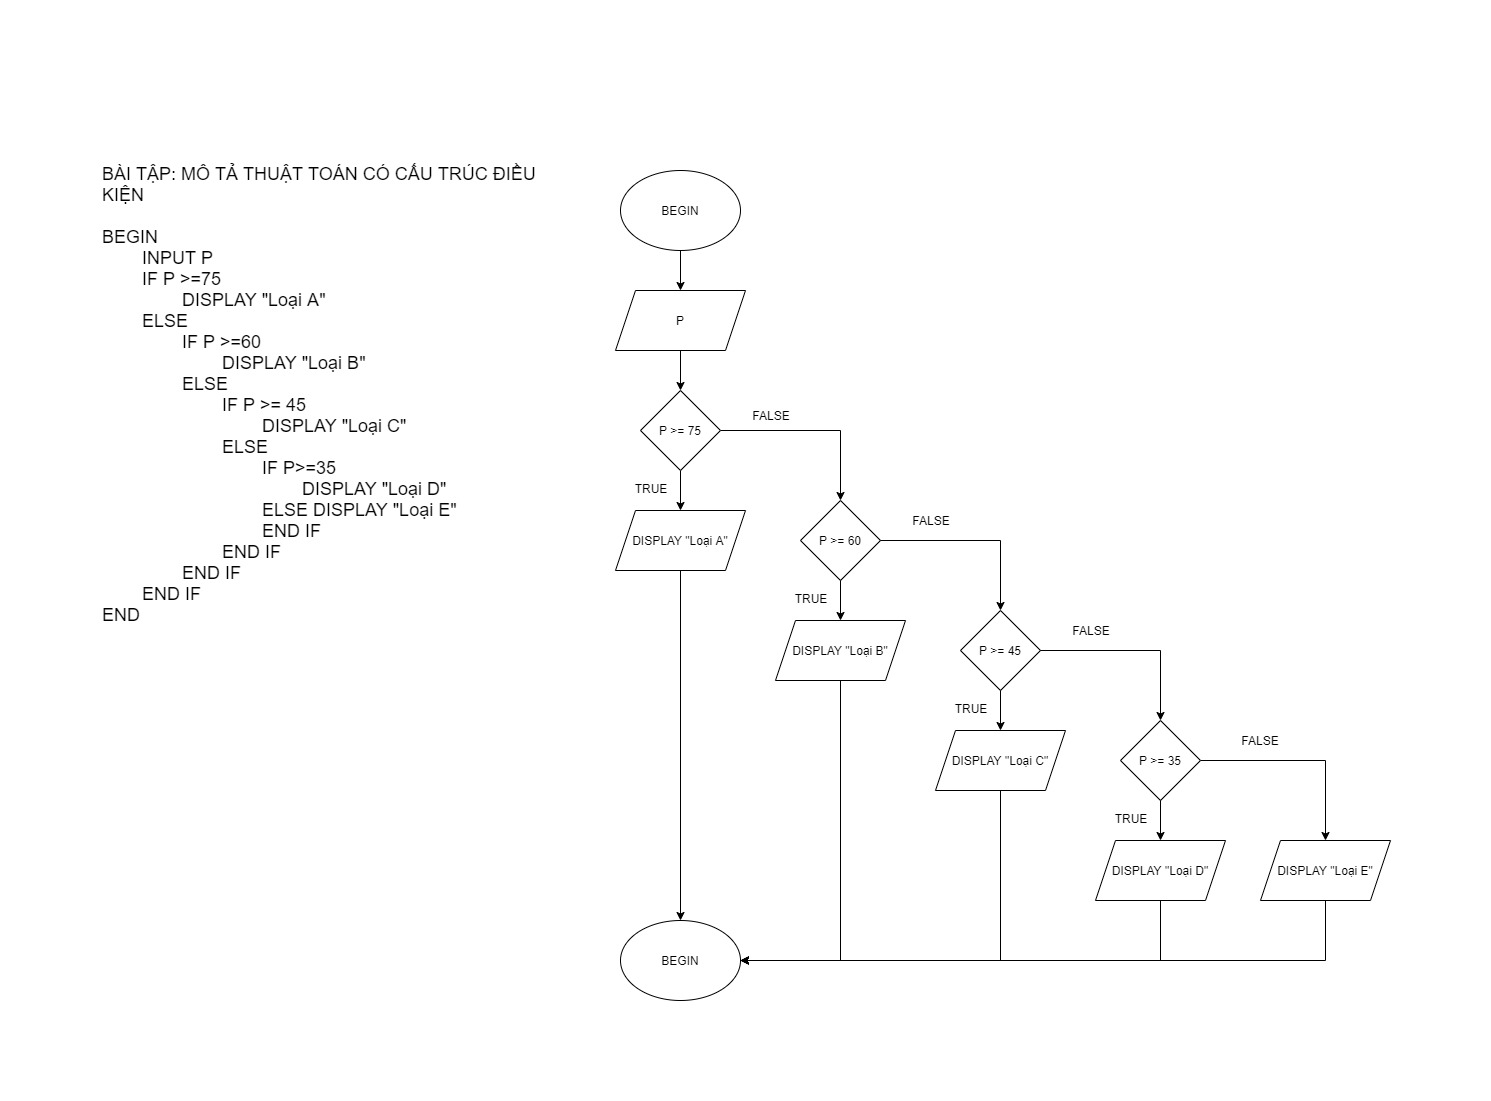 BÀI TẬP: MÔ TẢ THUẬT TOÁN CÓ CẤU TRÚC ĐIỀU
KIỆN
BEGIN
INPUT P
IF P >=75
DISPLAY "Loại A"
ELSE
IF P >=60
DISPLAY "Loại B"
ELSE
IF P >= 45
DISPLAY "Loại C"
ELSE
IF P>=35
DISPLAY "Loại D"
ELSE DISPLAY "Loại E"
END IF
END IF
END IF
END IF
END
BEGIN
P
P >= 75
FALSE
TRUE
DISPLAY "Loại A"
P >= 60
FALSE
TRUE
DISPLAY "Loại B"
P >= 45
FALSE
TRUE
DISPLAY "Loại C"
P >= 35
FALSE
TRUE
DISPLAY "Loại D"
DISPLAY "Loại E"
BEGIN